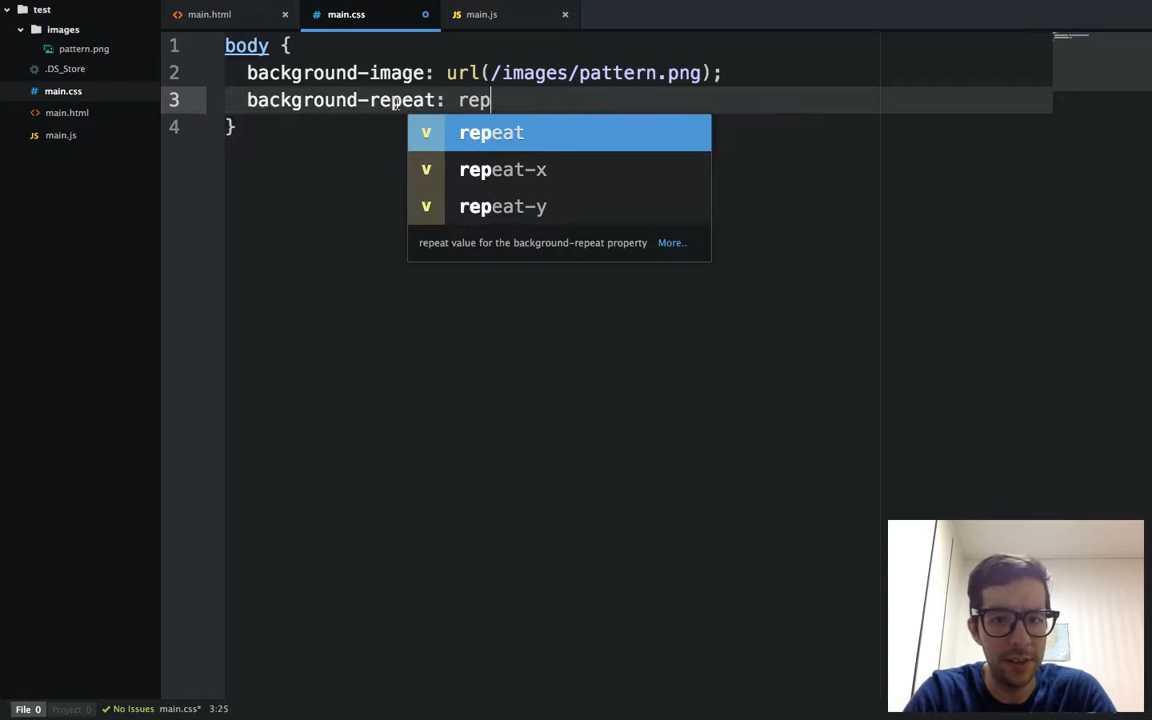 test
images
pattern.png
.DS_Store
main.css
main.html
main.js
main.html
main.css
main.js
1 body {
2 background-image: url(/images/pattern.png);
3 background-repeat: rep
4 }
v repeat
v repeat-x
v repeat-y
repeat value for the background-repeat property More..
File 0 Project 0 No Issues main.css* 3:25